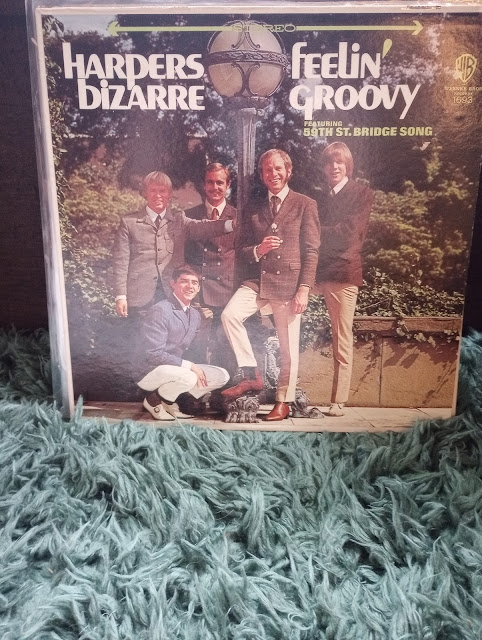 STEREO
HARPERS BIZARRE
FEELIN' GROOVY
FEATURING
59TH ST. BRIDGE SONG
WB
1693